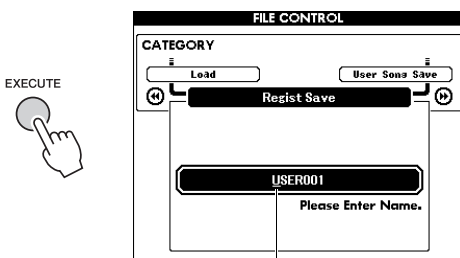 FILE CONTROL
CATEGORY
Load
User Song Save
Regist Save
EXECUTE
USER001
Please Enter Name.